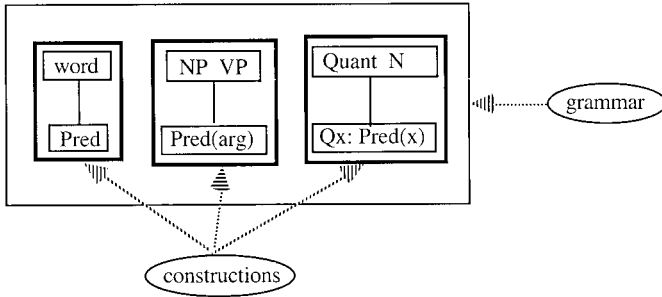 word
NP VP
Quant N
Pred
Pred(arg)
Qx: Pred(x)
grammar
constructions